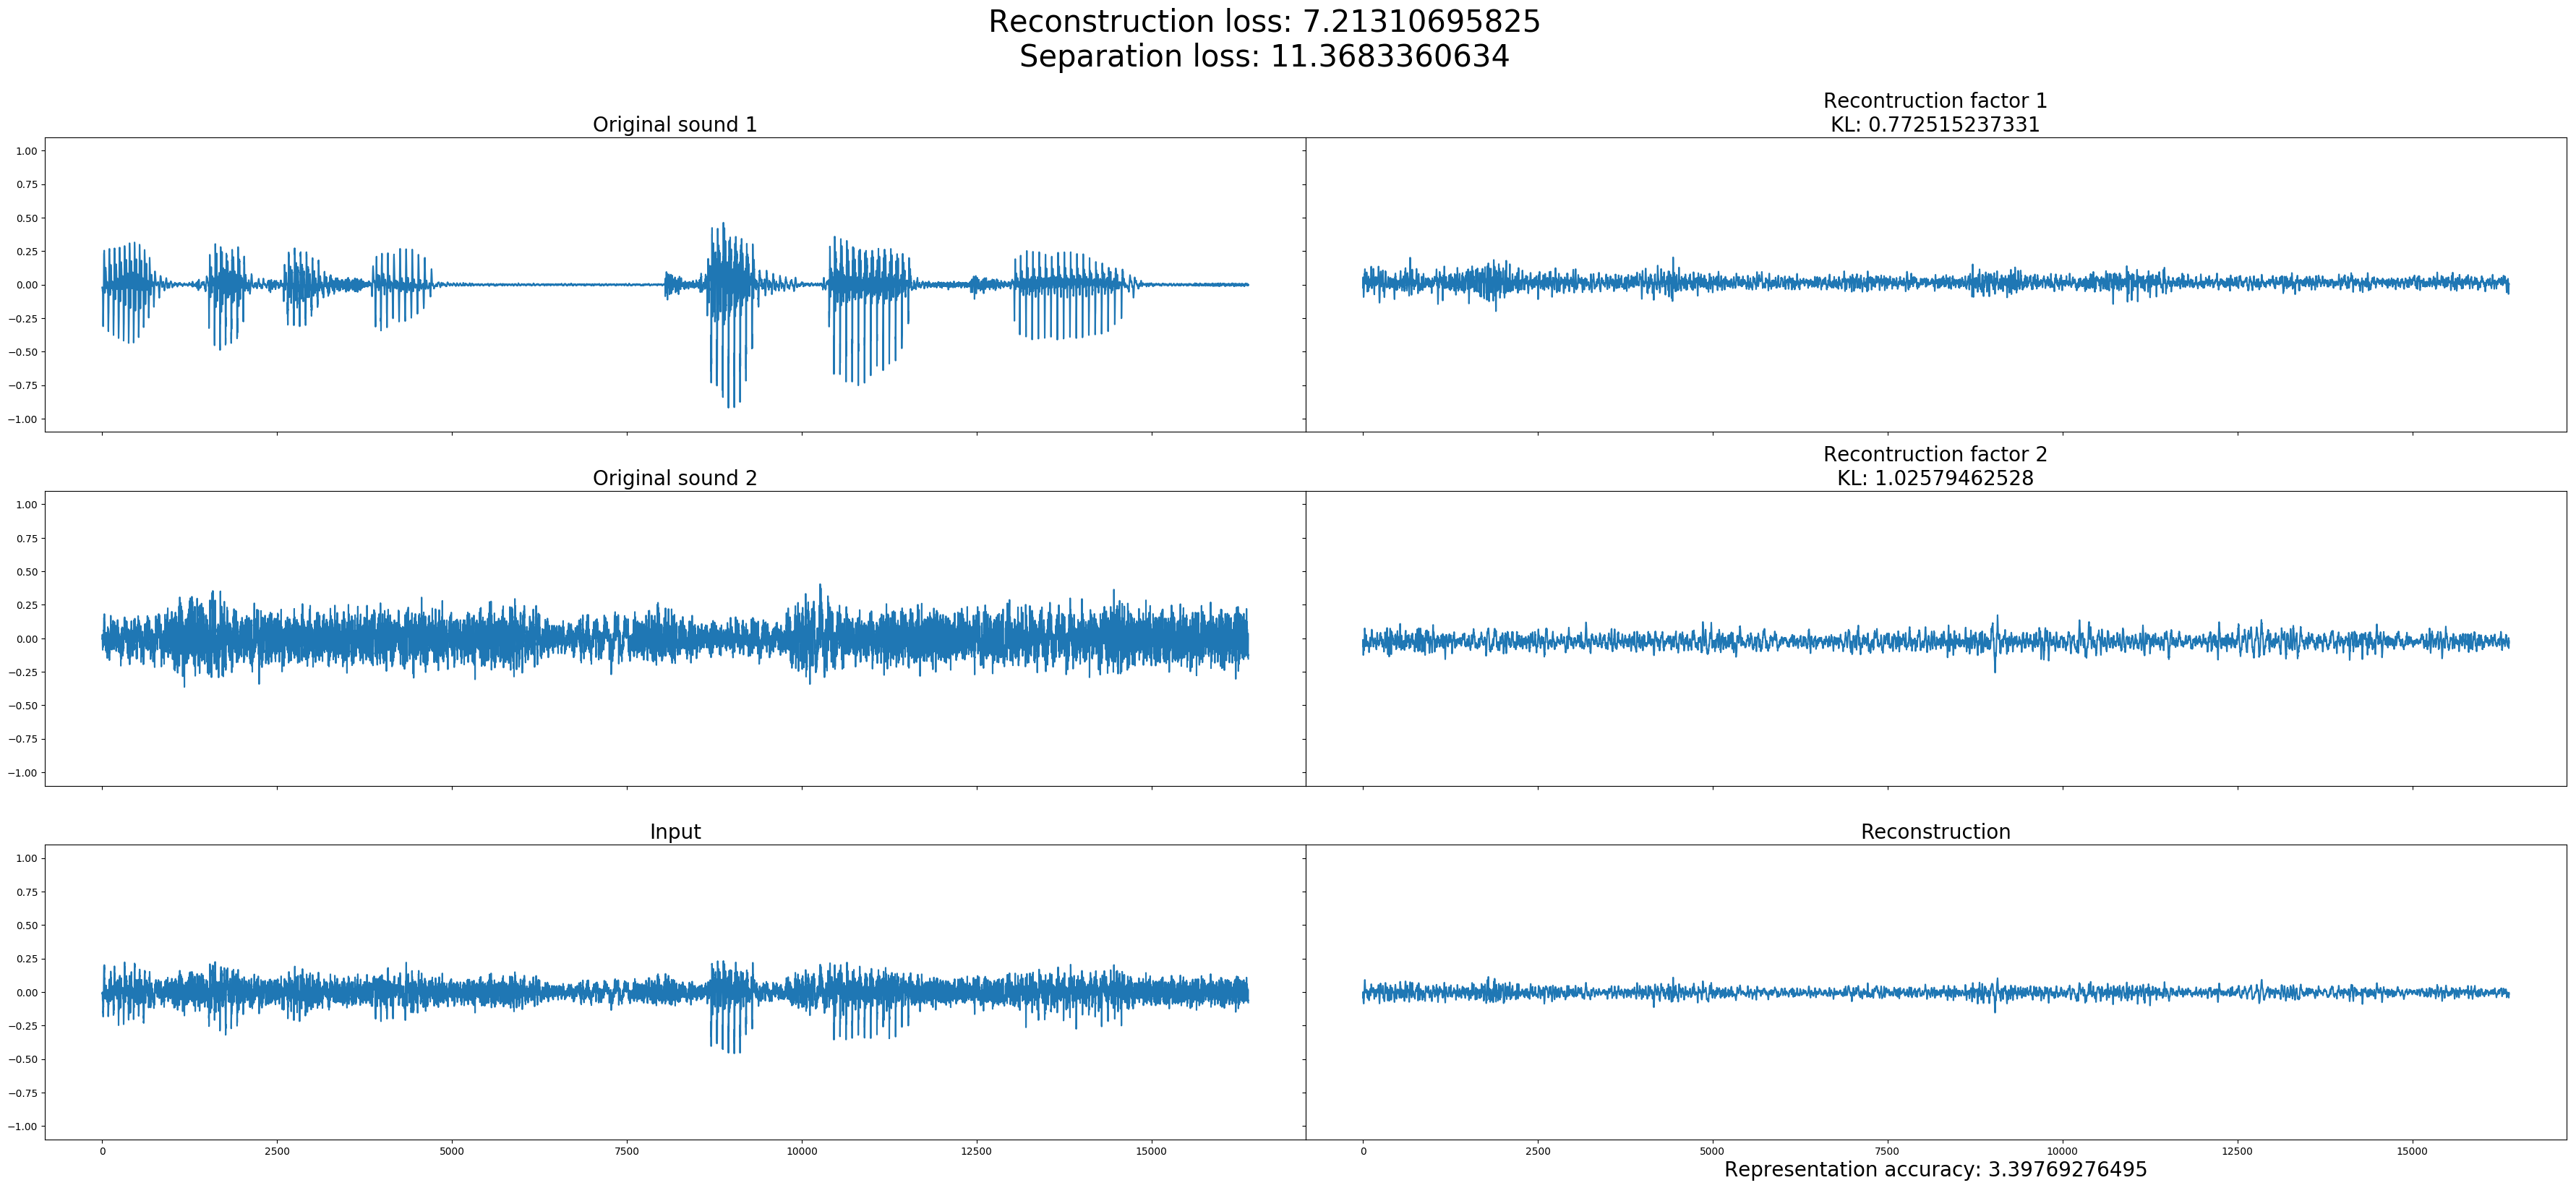 Reconstruction loss: 7.21310695825
Separation loss: 11.3683360634
Original sound 1
Recontruction factor 1
KL: 0.772515237331
1.00
0.75
0.50
0.25
0.00
−0.25
−0.50
−0.75
−1.00
Original sound 2
Recontruction factor 2
KL: 1.02579462528
1.00
0.75
0.50
0.25
0.00
−0.25
−0.50
−0.75
−1.00
Input
Reconstruction
1.00
0.75
0.50
0.25
0.00
−0.25
−0.50
−0.75
−1.00
0 2500 5000 7500 10000 12500 15000
0 2500 5000 7500 10000 12500 15000
Representation accuracy: 3.39769276495